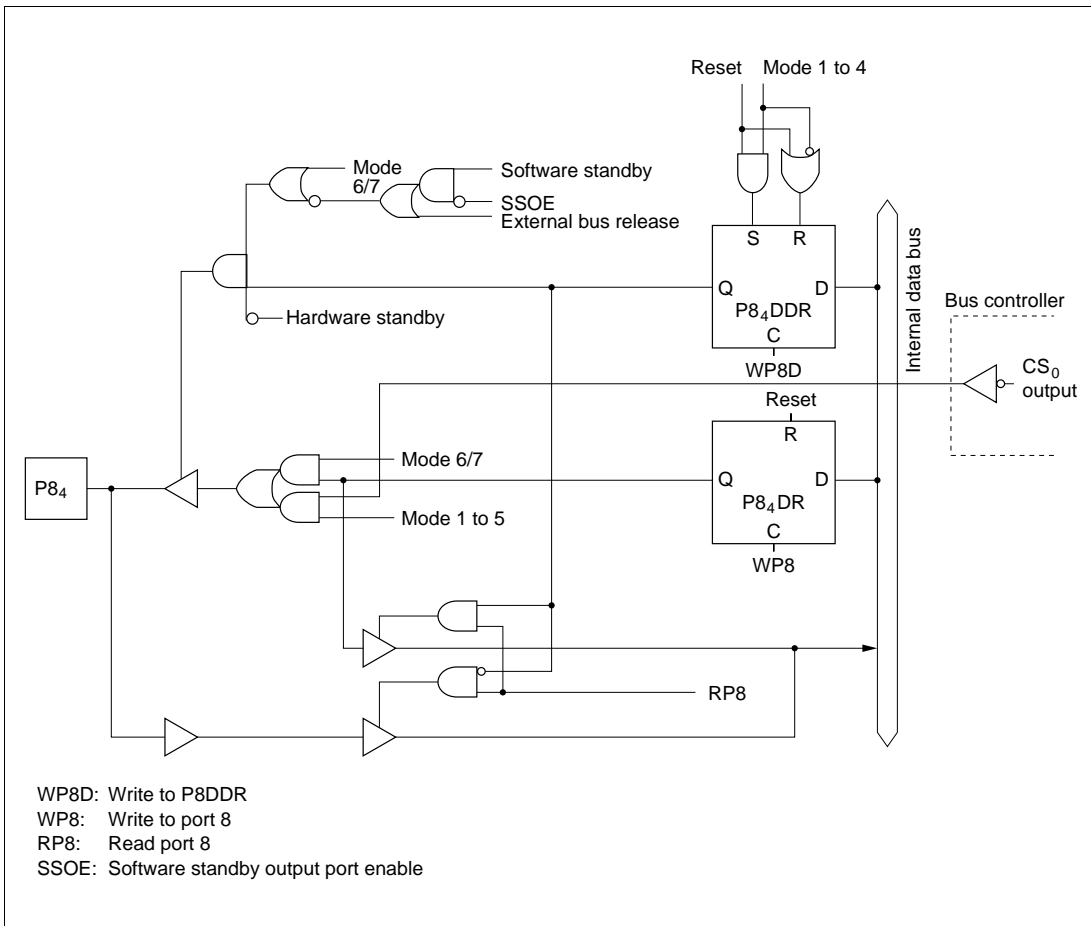 Reset Mode 1 to 4
Mode
6/7
Software standby
SSOE
External bus release
S R
Q D
P8₄DDR
C
WP8D
Hardware standby
Internal data bus
Bus controller
CS₀
output
Reset
R
Q D
P8₄DR
C
WP8
Mode 6/7
Mode 1 to 5
P8₄
RP8
WP8D: Write to P8DDR
WP8: Write to port 8
RP8: Read port 8
SSOE: Software standby output port enable